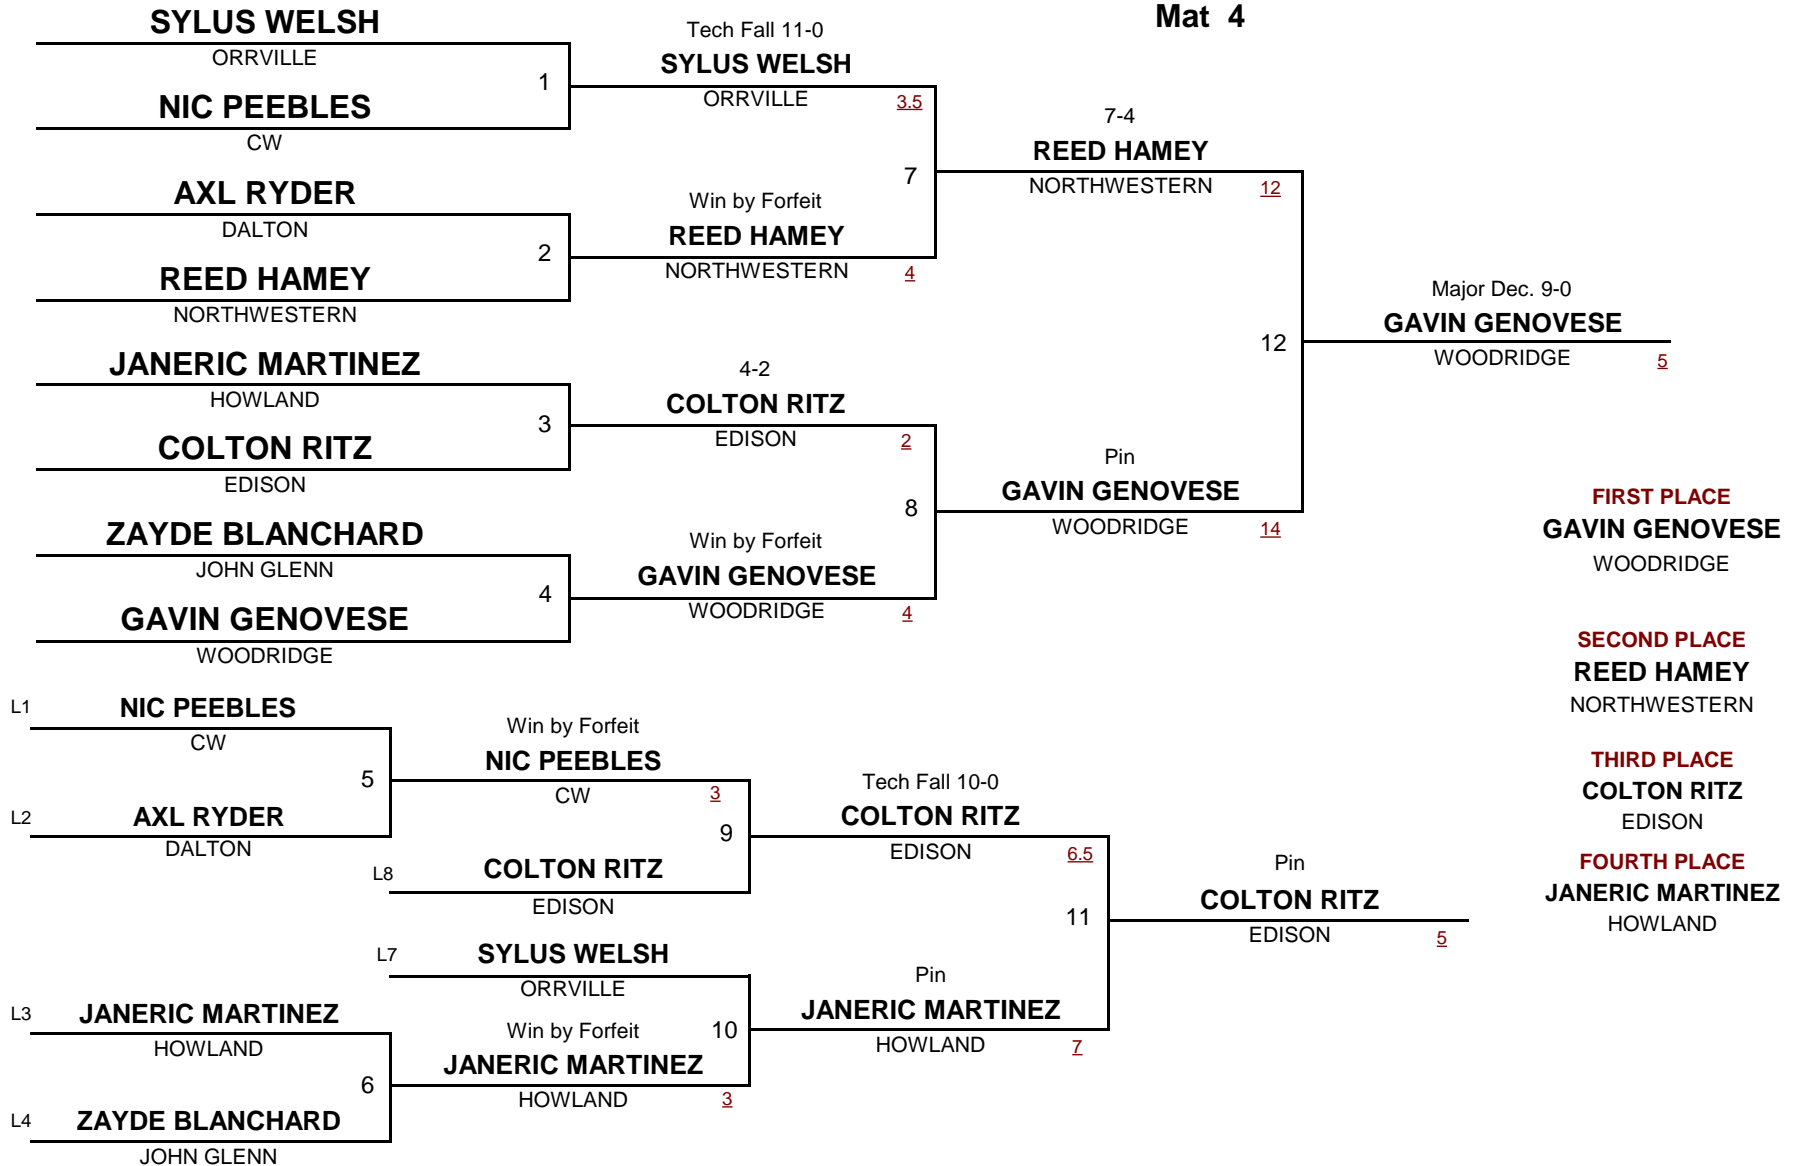 Mat 4
SYLUS WELSH
ORRVILLE
1
NIC PEEBLES
CW
AXL RYDER
DALTON
2
REED HAMEY
NORTHWESTERN
JANERIC MARTINEZ
HOWLAND
3
COLTON RITZ
EDISON
ZAYDE BLANCHARD
JOHN GLENN
4
GAVIN GENOVESE
WOODRIDGE
Tech Fall 11-0
SYLUS WELSH
ORRVILLE
3.5
7
Win by Forfeit
REED HAMEY
NORTHWESTERN
4
4-2
COLTON RITZ
EDISON
2
8
Win by Forfeit
GAVIN GENOVESE
WOODRIDGE
4
7-4
REED HAMEY
NORTHWESTERN
12
12
Pin
GAVIN GENOVESE
WOODRIDGE
14
Major Dec. 9-0
GAVIN GENOVESE
WOODRIDGE
5
L1
NIC PEEBLES
CW
5
L2
AXL RYDER
DALTON
L3
JANERIC MARTINEZ
HOWLAND
6
L4
ZAYDE BLANCHARD
JOHN GLENN
Win by Forfeit
NIC PEEBLES
CW
3
9
L8
COLTON RITZ
EDISON
L7
SYLUS WELSH
ORRVILLE
10
Win by Forfeit
JANERIC MARTINEZ
HOWLAND
3
Tech Fall 10-0
COLTON RITZ
EDISON
6.5
11
Pin
JANERIC MARTINEZ
HOWLAND
7
Pin
COLTON RITZ
EDISON
5
FIRST PLACE
GAVIN GENOVESE
WOODRIDGE
SECOND PLACE
REED HAMEY
NORTHWESTERN
THIRD PLACE
COLTON RITZ
EDISON
FOURTH PLACE
JANERIC MARTINEZ
HOWLAND